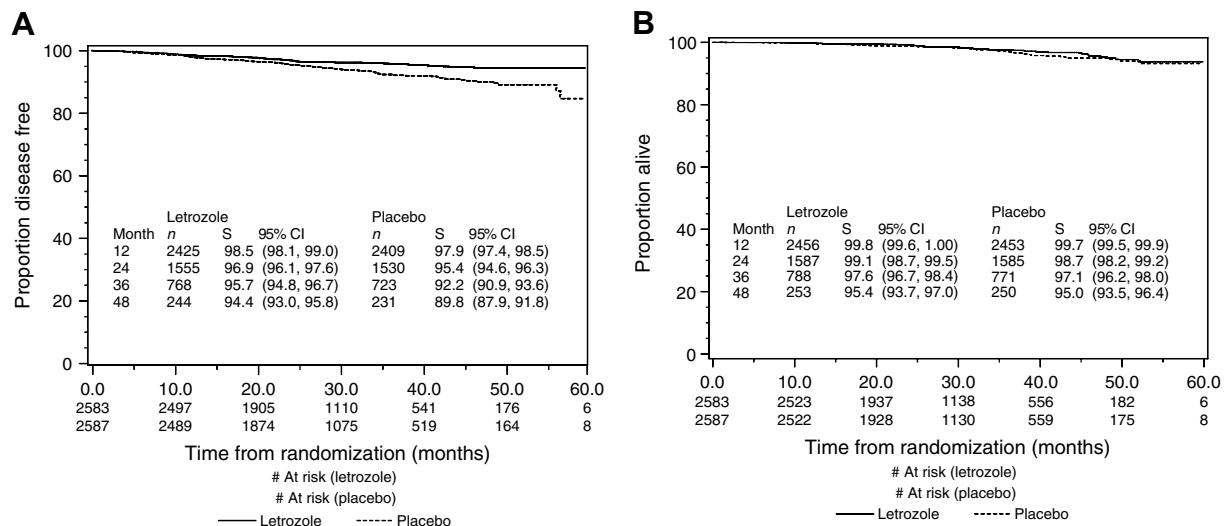 A
Proportion disease free
100
80
60
40
20
0
Letrozole Placebo
Month n S 95% CI n S 95% CI
12 2425 98.5 (98.1, 99.0) 2409 97.9 (97.4, 98.5)
24 1555 96.9 (96.1, 97.6) 1530 95.4 (94.6, 96.3)
36 768 95.7 (94.8, 96.7) 723 92.2 (90.9, 93.6)
48 244 94.4 (93.0, 95.8) 231 89.8 (87.9, 91.8)
0.0 10.0 20.0 30.0 40.0 50.0 60.0
2583 2497 1905 1110 541 176 6
2587 2489 1874 1075 519 164 8
Time from randomization (months)
# At risk (letrozole)
# At risk (placebo)
Letrozole Placebo
B
Proportion alive
100
80
60
40
20
0
Letrozole Placebo
Month n S 95% CI n S 95% CI
12 2456 99.8 (99.6, 1.00) 2453 99.7 (99.5, 99.9)
24 1587 99.1 (98.7, 99.5) 1585 98.7 (98.2, 99.2)
36 788 97.6 (96.7, 98.4) 771 97.1 (96.2, 98.0)
48 253 95.4 (93.7, 97.0) 250 95.0 (93.5, 96.4)
0.0 10.0 20.0 30.0 40.0 50.0 60.0
2583 2523 1937 1138 556 182 6
2587 2522 1928 1130 559 175 8
Time from randomization (months)
# At risk (letrozole)
# At risk (placebo)
Letrozole Placebo